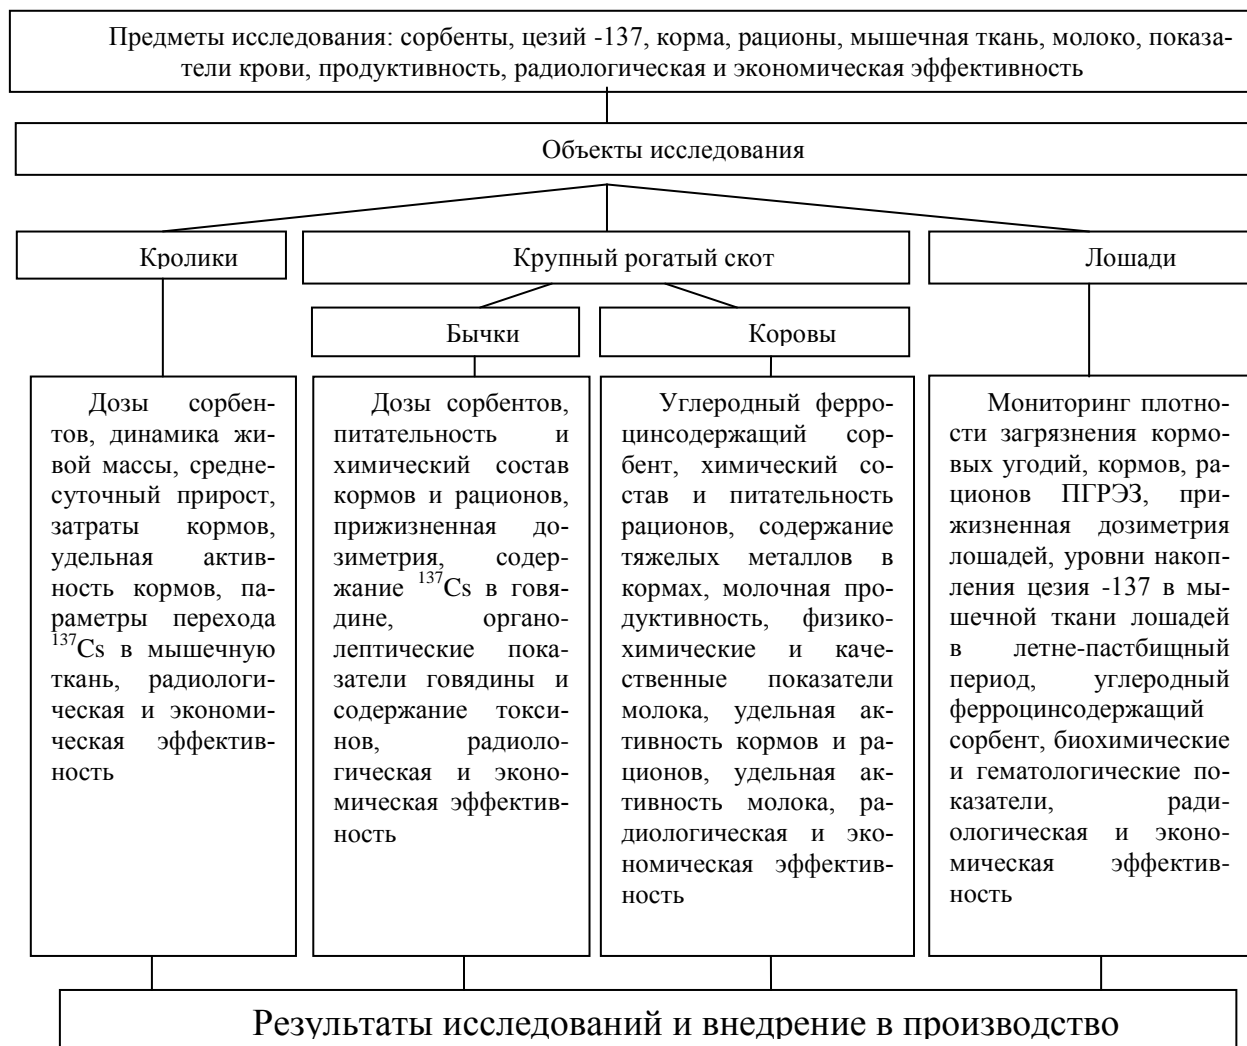 Предметы исследования: сорбенты, цезий -137, корма, рационы, мышечная ткань, молоко, показа-
тели крови, продуктивность, радиологическая и экономическая эффективность
Объекты исследования
Кролики
Крупный рогатый скот
Лошади
Бычки
Коровы
Дозы сорбен-
тов, динамика жи-
вой массы, средне-
суточный прирост,
затраты кормов,
удельная актив-
ность кормов, па-
раметры перехода
¹³⁷Cs в мышечную
ткань, радиологи-
ческая и экономи-
ческая эффектив-
ность
Дозы сорбентов,
питательность и
химический состав
кормов и рационов,
прижизненная до-
зиметрия, содер-
жание ¹³⁷Cs в говя-
дине, органо-
лептические пока-
затели говядины и
содержание токси-
нов, радиоло-
гическая и эконо-
мическая эффектив-
ность
Углеродный ферро-
цинсодержащий сор-
бент, химический со-
став и питательность
рационов, содержание
тяжелых металлов в
кормах, молочная про-
дуктивность, физико-
химические и каче-
ственные показатели
молока, удельная ак-
тивность кормов и ра-
ционов, удельная ак-
тивность молока, ра-
диологическая и эко-
номическая эффектив-
ность
Мониторинг плотно-
сти загрязнения кормо-
вых угодий, кормов, ра-
ционов ПГРЭЗ, при-
жизненная дозиметрия
лошадей, уровни накоп-
ления цезия -137 в мы-
шечной ткани лошадей
в летне-пастбищный
период, углеродный
ферроцинсодержащий
сорбент, биохимические
и гематологические по-
казатели, ради-
ологическая и эконо-
мическая эффектив-
ность
Результаты исследований и внедрение в производство